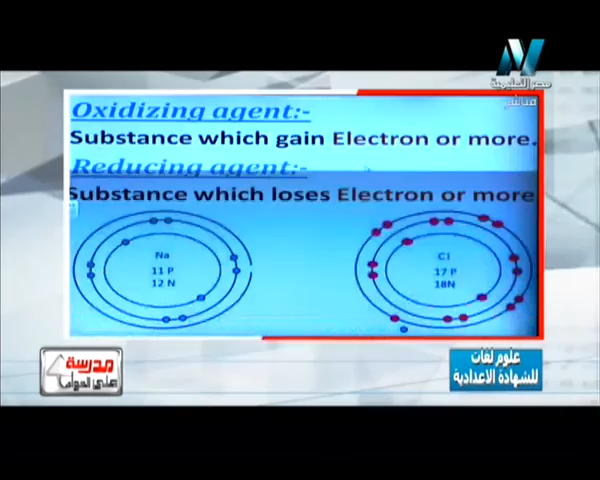 مصر التعليمية
مباشر
Oxidizing agent:-
Substance which gain Electron or more.
Reducing agent:-
Substance which loses Electron or more
Na
11 P
12 N
Cl
17 P
18N
مدرسة
على الهواء
علوم لغات
للشهادة الاعدادية